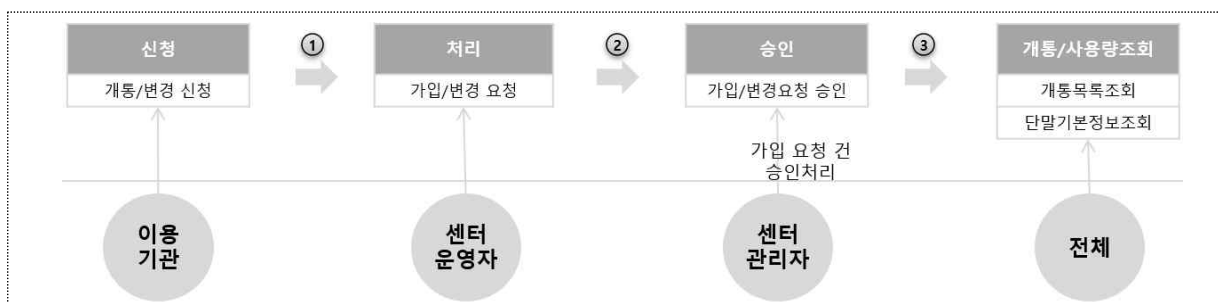 신청
①
처리
②
승인
③
개통/사용량조회
개통/변경 신청
가입/변경 요청
가입/변경요청 승인
개통목록조회
단말기본정보조회
가입 요청 건
승인처리
이용
기관
센터
운영자
센터
관리자
전체